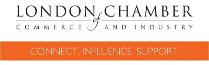 LONDON CHAMBER
of
COMMERCE AND INDUSTRY
CONNECT. INFLUENCE. SUPPORT.